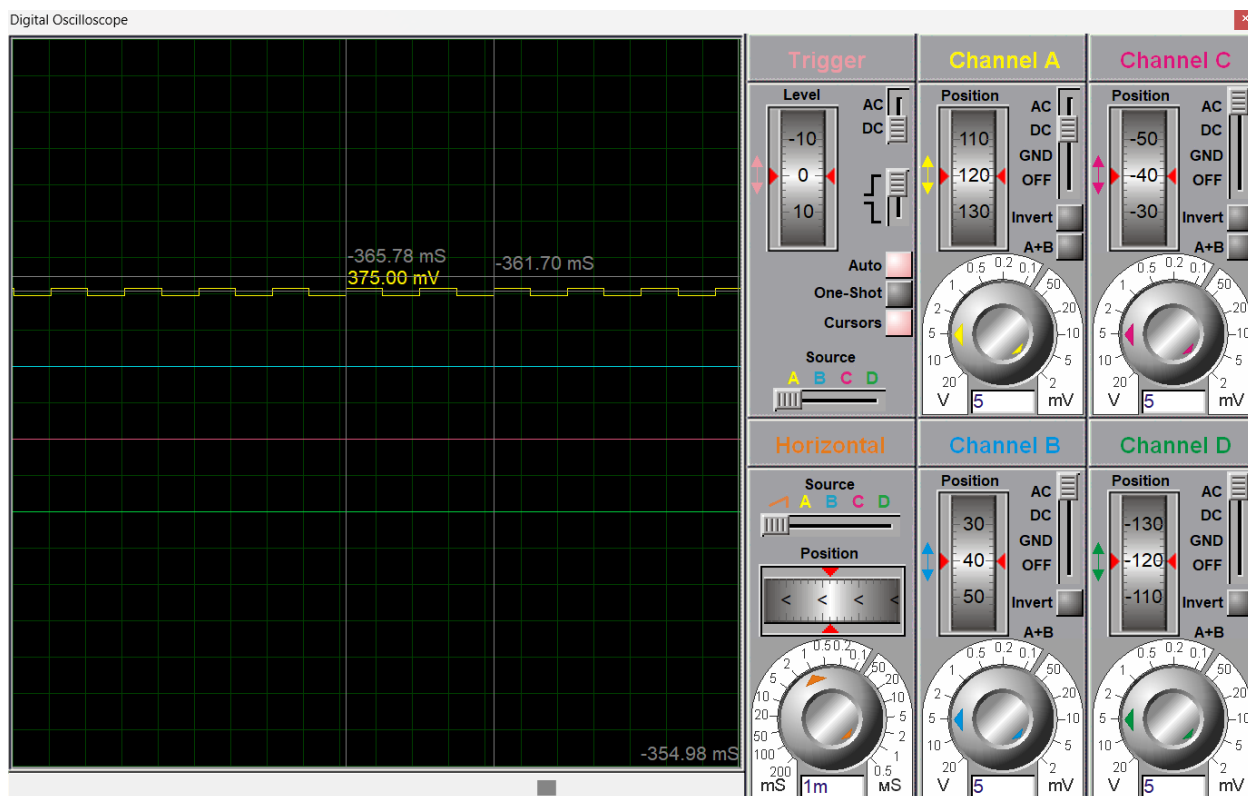 Digital Oscilloscope
-365.78 mS
375.00 mV
-361.70 mS
-354.98 mS
Trigger
Level
-10
0
10
AC
DC
Auto
One-Shot
Cursors
Source
A B C D
Channel A
Position
110
120
130
AC
DC
GND
OFF
Invert
A+B
20 10 5 2 1 0.5 0.2 0.1 50 20 10 5 2
V
5
mV
Channel C
Position
-50
-40
-30
AC
DC
GND
OFF
Invert
A+B
20 10 5 2 1 0.5 0.2 0.1 50 20 10 5 2
V
5
mV
Horizontal
Source
A B C D
Position
< < < <
200 100 50 20 10 5 2 1 0.5 0.2 0.1 50 20 10 5 2 1 0.5
mS
1m
мS
Channel B
Position
30
40
50
AC
DC
GND
OFF
Invert
A+B
20 10 5 2 1 0.5 0.2 0.1 50 20 10 5 2
V
5
mV
Channel D
Position
-130
-120
-110
AC
DC
GND
OFF
Invert
A+B
20 10 5 2 1 0.5 0.2 0.1 50 20 10 5 2
V
5
mV